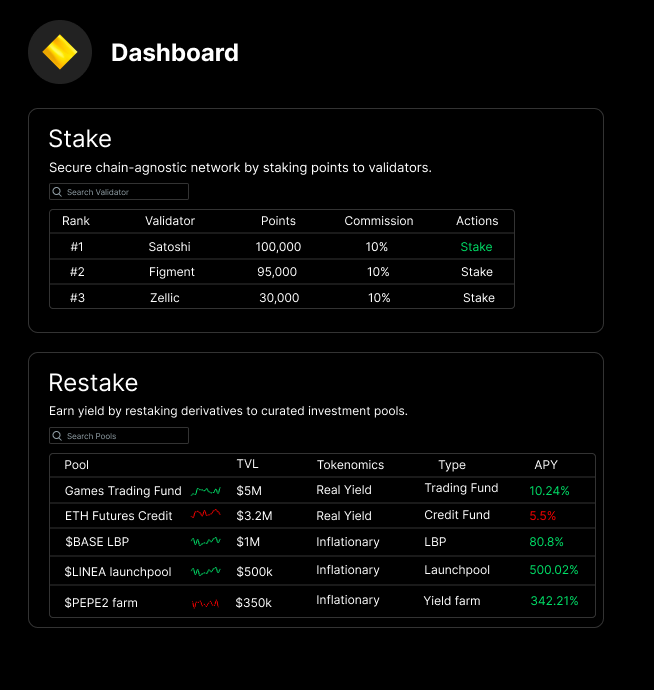 Dashboard
Stake
Secure chain-agnostic network by staking points to validators.
Search Validator
Rank Validator Points Commission Actions
#1 Satoshi 100,000 10% Stake
#2 Figment 95,000 10% Stake
#3 Zellic 30,000 10% Stake
Restake
Earn yield by restaking derivatives to curated investment pools.
Search Pools
Pool TVL Tokenomics Type APY
Games Trading Fund $5M Real Yield Trading Fund 10.24%
ETH Futures Credit $3.2M Real Yield Credit Fund 5.5%
$BASE LBP $1M Inflationary LBP 80.8%
$LINEA launchpool $500k Inflationary Launchpool 500.02%
$PEPE2 farm $350k Inflationary Yield farm 342.21%